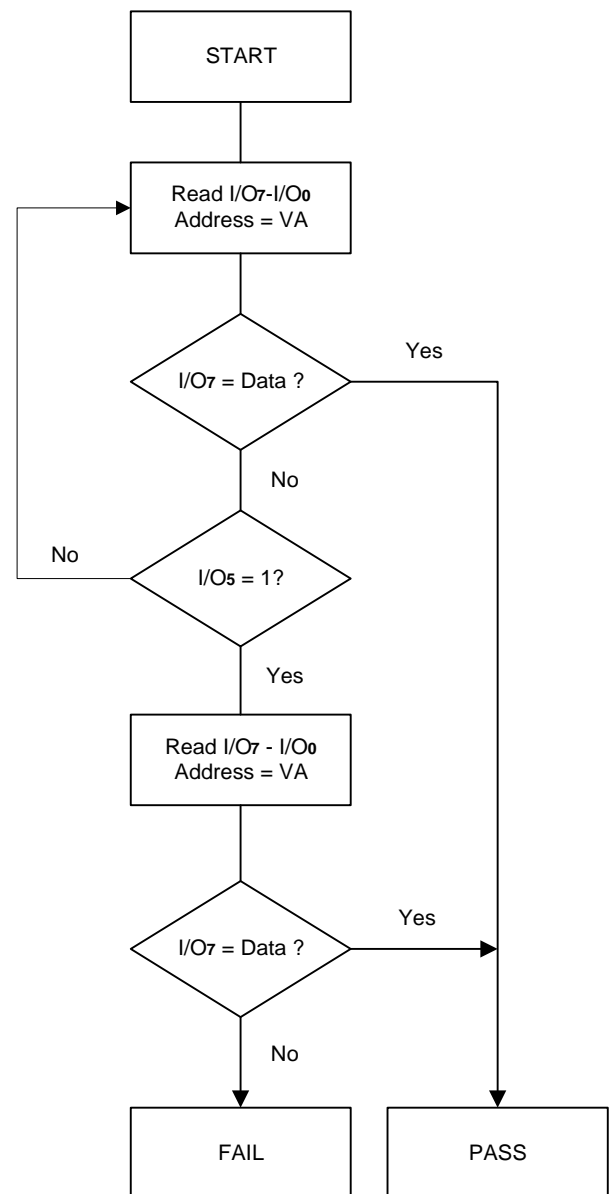 START
Read I/O7-I/O0
Address = VA
I/O7 = Data ?
Yes
No
No
I/O5 = 1?
Yes
Read I/O7 - I/O0
Address = VA
I/O7 = Data ?
Yes
No
FAIL
PASS